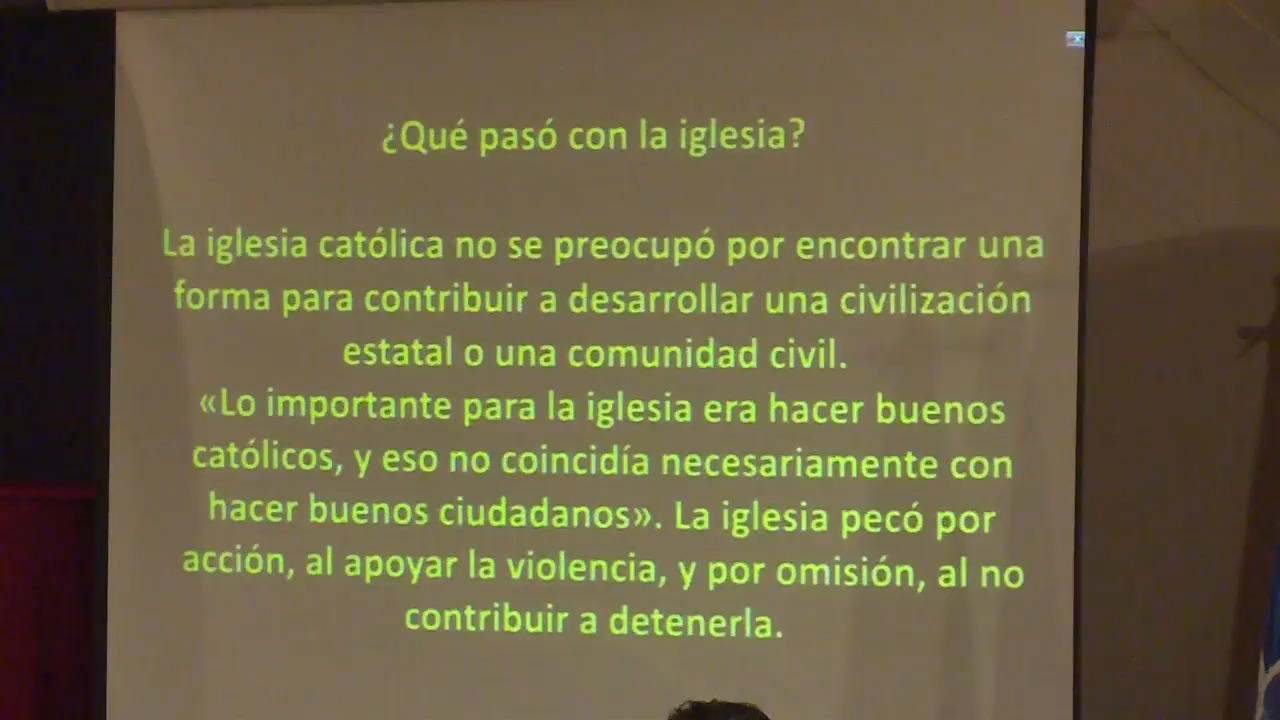 ¿Qué pasó con la iglesia?
La iglesia católica no se preocupó por encontrar una
forma para contribuir a desarrollar una civilización
estatal o una comunidad civil.
«Lo importante para la iglesia era hacer buenos
católicos, y eso no coincidía necesariamente con
hacer buenos ciudadanos». La iglesia pecó por
acción, al apoyar la violencia, y por omisión, al no
contribuir a detenerla.